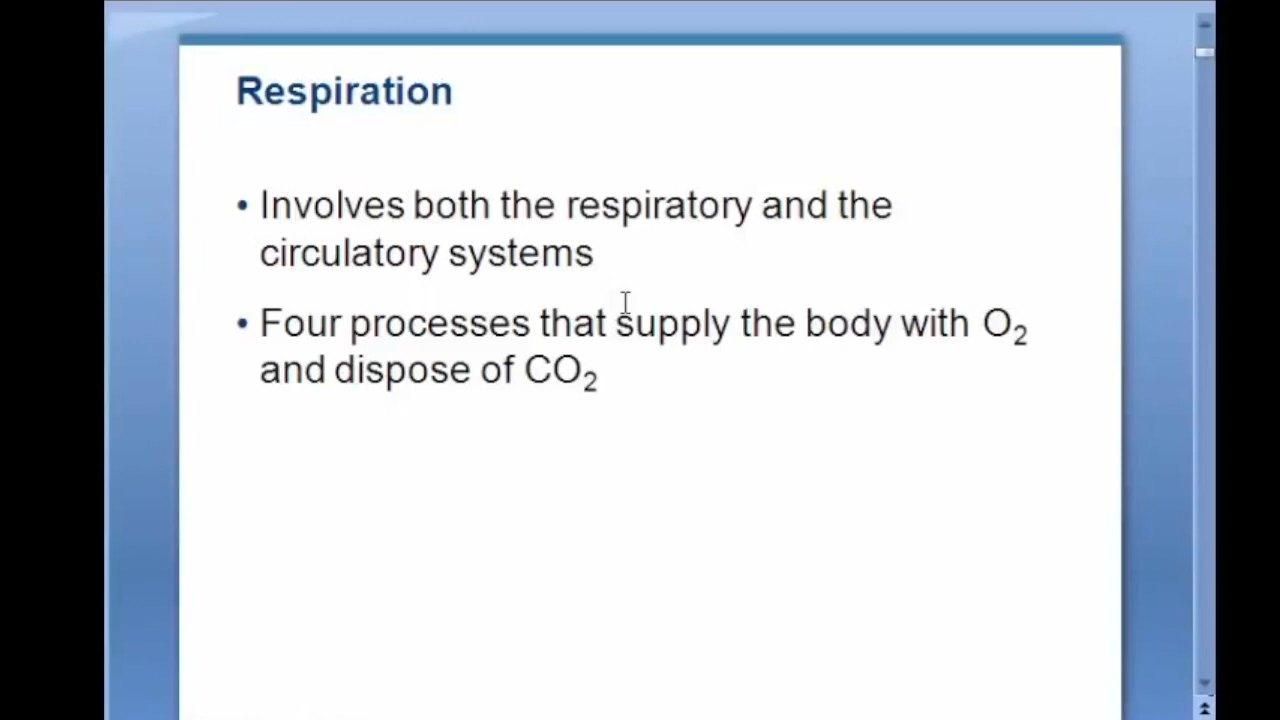 Respiration
• Involves both the respiratory and the
circulatory systems
• Four processes that supply the body with O₂
and dispose of CO₂